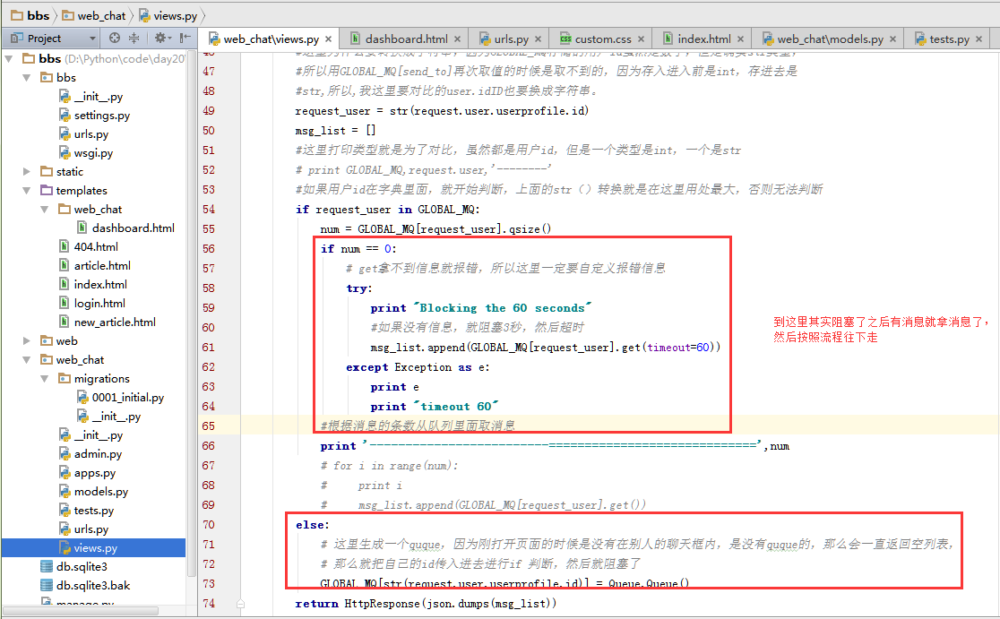 bbs
web_chat
views.py
Project
web_chat\views.py
dashboard.html
urls.py
custom.css
index.html
web_chat\models.py
tests.py
bbs (D:\Python\code\day20
bbs
__init__.py
settings.py
urls.py
wsgi.py
static
templates
web_chat
dashboard.html
404.html
article.html
index.html
login.html
new_article.html
web
web_chat
migrations
0001_initial.py
__init__.py
__init__.py
admin.py
apps.py
models.py
tests.py
urls.py
views.py
db.sqlite3
db.sqlite3.bak
manage.py
47 #所以用GLOBAL_MQ[send_to]再次取值的时候是取不到的，因为存入进入前是int，存进去是
48 #str,所以,我这里要对比的user.idID也要换成字符串。
49 request_user = str(request.user.userprofile.id)
50 msg_list = []
51 #这里打印类型就是为了对比，虽然都是用户id，但是一个类型是int，一个是str
52 # print GLOBAL_MQ,request.user,'--------'
53 #如果用户id在字典里面，就开始判断，上面的str（）转换就是在这里用处最大，否则无法判断
54 if request_user in GLOBAL_MQ:
55 num = GLOBAL_MQ[request_user].qsize()
56 if num == 0:
57 # get拿不到信息就报错，所以这里一定要自定义报错信息
58 try:
59 print "Blocking the 60 seconds"
60 #如果没有信息，就阻塞3秒，然后超时
61 msg_list.append(GLOBAL_MQ[request_user].get(timeout=60))
62 except Exception as e:
63 print e
64 print "timeout 60"
65 #根据消息的条数从队列里面取消息
66 print '-------------------------=============================',num
67 # for i in range(num):
68 # print i
69 # msg_list.append(GLOBAL_MQ[request_user].get())
70 else:
71 # 这里生成一个quque，因为刚打开页面的时候是没有在别人的聊天框内，是没有quque的，那么会一直返回空列表，
72 # 那么就把自己的id传入进去进行if 判断，然后就阻塞了
73 GLOBAL_MQ[str(request.user.userprofile.id)] = Queue.Queue()
74 return HttpResponse(json.dumps(msg_list))
到这里其实阻塞了之后有消息就拿消息了，
然后按照流程往下走